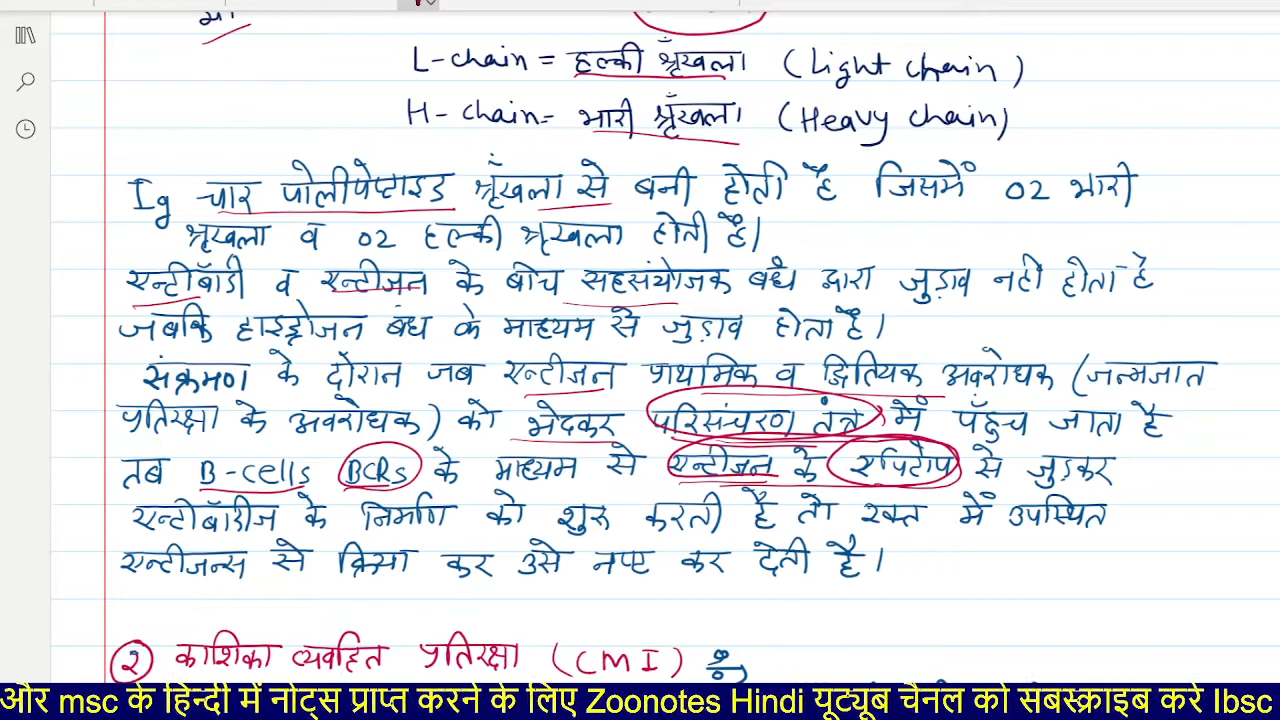 L-chain = हल्की श्रृंँखला (Light chain)
H-chain= भारी श्रृँखला (Heavy chain)
Ig चार पोलीपेप्टाइड श्रृंँखला से बनी होती है जिसमें 02 भारी
श्रृखला व 02 हल्की श्रृखला होती है।
एन्टीबॉडी व एन्टीजन के बीच सहसंयोजक बंध द्वारा जुड़ाव नही होता है
जबकि हाइड्रोजन बंध के माध्यम से जुड़ाव होता है।
संक्रमण के दौरान जब एन्टीजन प्राथमिक व द्वितियक अवरोधक (जन्मजात
प्रतिरक्षा के अवरोधक) को भेदकर परिसंचरण तंत्र में पँहुच जाता है
तब B-cells BCRs के माध्यम से एन्टीजन के एपिटोप से जुड़कर
एन्टीबॉडीज के निर्माण को शुरू करती है तो रक्त में उपस्थित
एन्टीजन्स से क्रिया कर उसे नष्ट कर देती है।
२ काशिका व्यवहित प्रतिरक्षा (CMI)
और msc के हिन्दी में नोट्स प्राप्त करने के लिए Zoonotes Hindi यूट्यूब चैनल को सबस्क्राइब करे Ibsc